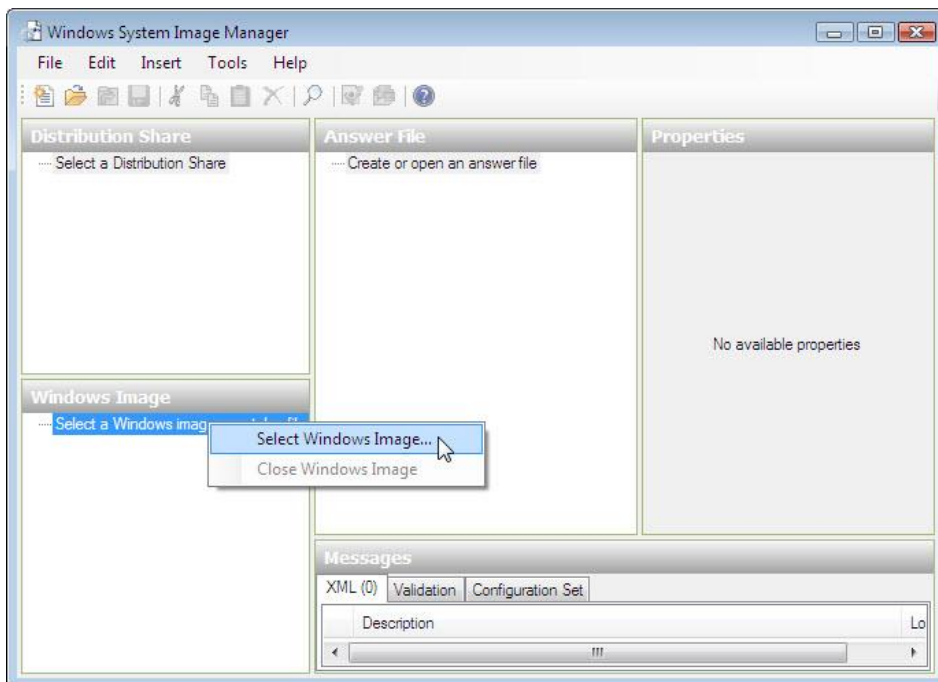 Windows System Image Manager
File Edit Insert Tools Help
Distribution Share
Select a Distribution Share
Answer File
Create or open an answer file
Properties
No available properties
Windows Image
Select a Windows imag
Select Windows Image...
Close Windows Image
Messages
XML (0) Validation Configuration Set
Description Lo